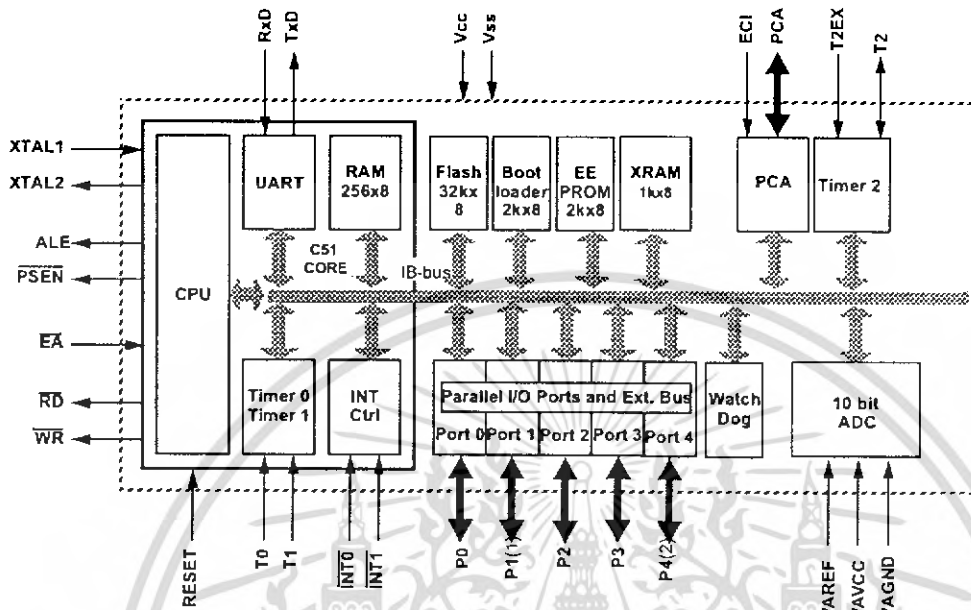 RxD
TxD
Vcc
Vss
ECI
PCA
T2EX
T2
XTAL1
XTAL2
ALE
PSEN
EA
RD
WR
CPU
UART
RAM
256x8
C51
CORE
IB-bus
Flash
32kx
8
Boot
loader
2kx8
EE
PROM
2kx8
XRAM
1kx8
PCA
Timer 2
Timer 0
Timer 1
INT
Ctrl
Parallel I/O Ports and Ext. Bus
Port 0
Port 1
Port 2
Port 3
Port 4
Watch
Dog
10 bit
ADC
RESET
T0
T1
INT0
INT1
P0
P1(1)
P2
P3
P4(2)
VAREF
VAVCC
VAGND